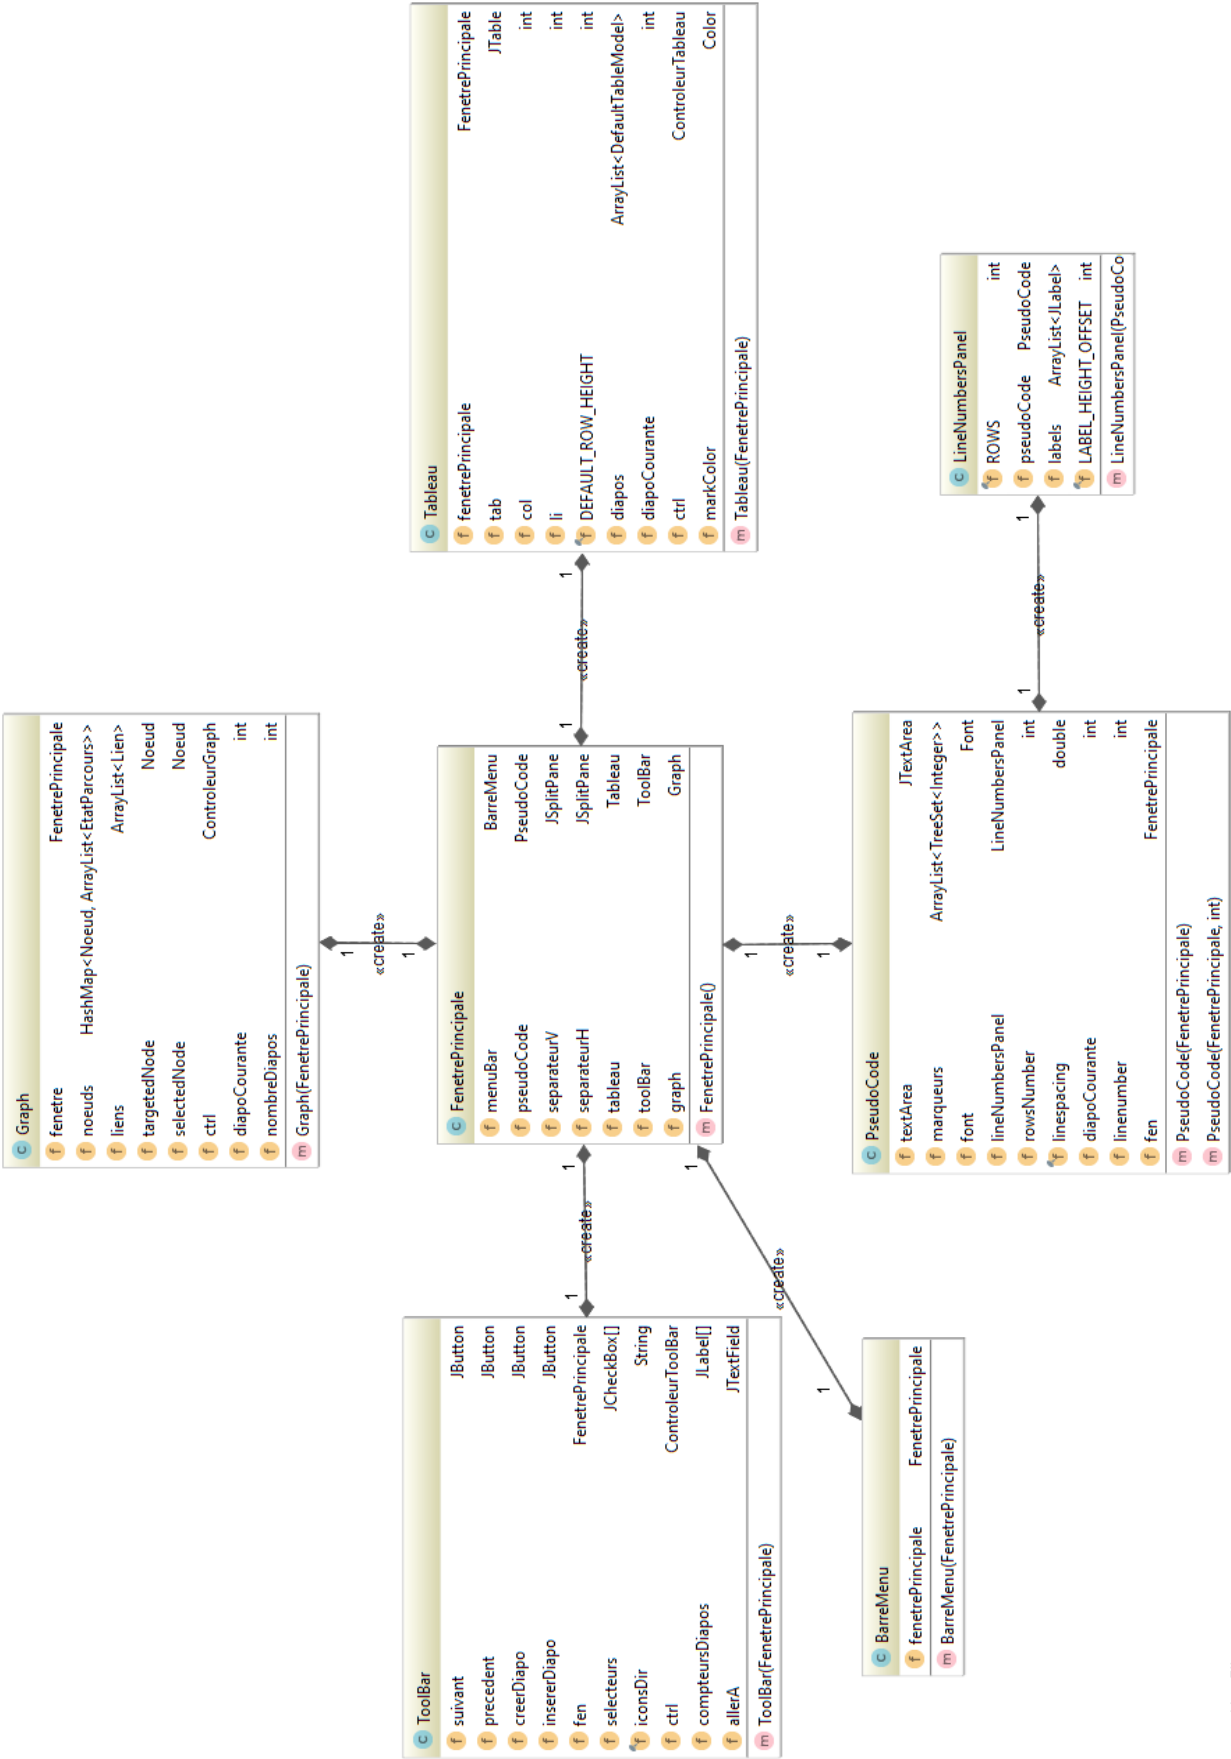 Graph
fenetre FenetrePrincipale
noeuds HashMap<Noeud, ArrayList<EtatParcours>>
liens ArrayList<Lien>
targetedNode Noeud
selectedNode Noeud
ctrl ControleurGraph
diapoCourante int
nombreDiapos int
Graph(FenetrePrincipale)
1
«create»
1
ToolBar
suivant JButton
precedent JButton
creerDiapo JButton
insererDiapo JButton
fen FenetrePrincipale
selecteurs JCheckBox[]
iconsDir String
ctrl ControleurToolBar
compteursDiapos JLabel[]
allerA JTextField
ToolBar(FenetrePrincipale)
1
«create»
1
FenetrePrincipale
menuBar BarreMenu
pseudoCode PseudoCode
separateurV JSplitPane
separateurH JSplitPane
tableau Tableau
toolBar ToolBar
graph Graph
FenetrePrincipale()
1
«create»
1
Tableau
fenetrePrincipale FenetrePrincipale
tab JTable
col int
li int
DEFAULT_ROW_HEIGHT int
diapos ArrayList<DefaultTableModel>
diapoCourante int
ctrl ControleurTableau
markColor Color
Tableau(FenetrePrincipale)
1
«create»
1
1
«create»
1
BarreMenu
fenetrePrincipale FenetrePrincipale
BarreMenu(FenetrePrincipale)
PseudoCode
textArea JTextArea
marqueurs ArrayList<TreeSet<Integer>>
font Font
lineNumbersPanel LineNumbersPanel
rowsNumber int
linespacing double
diapoCourante int
linenumber int
fen FenetrePrincipale
PseudoCode(FenetrePrincipale)
PseudoCode(FenetrePrincipale, int)
1
«create»
1
LineNumbersPanel
ROWS int
pseudoCode PseudoCode
labels ArrayList<JLabel>
LABEL_HEIGHT_OFFSET int
LineNumbersPanel(PseudoCo